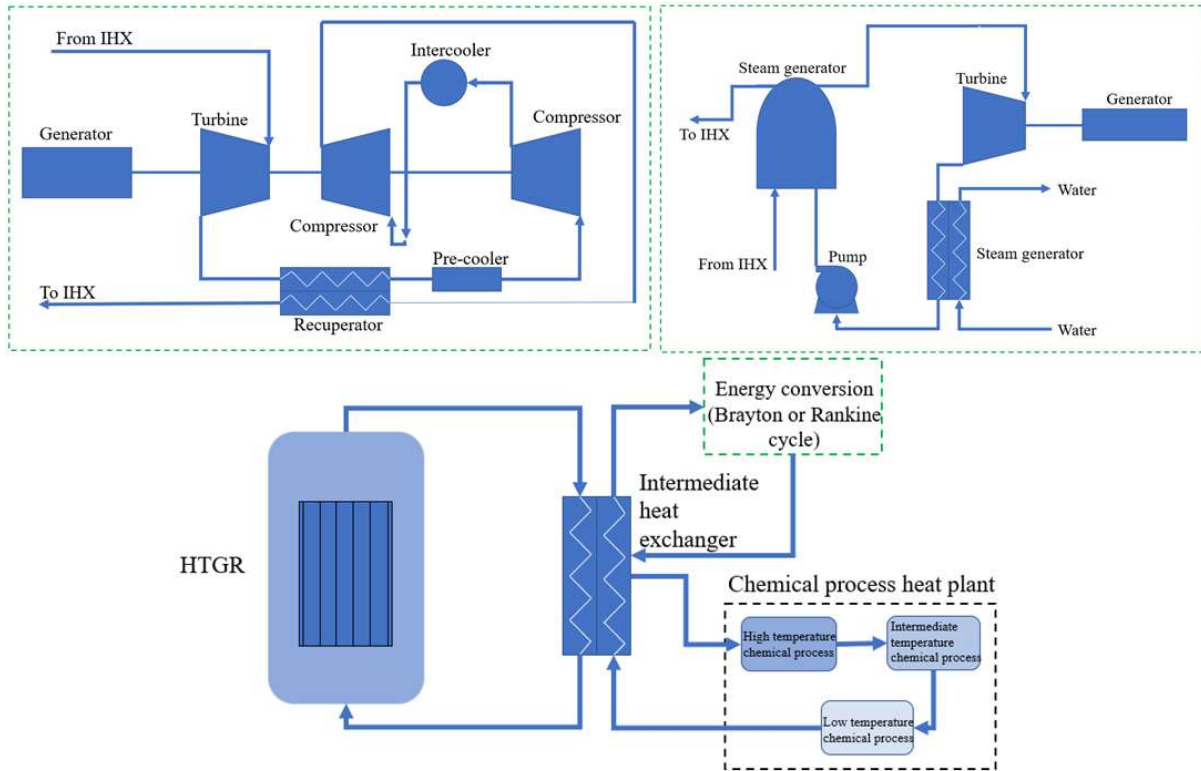 From IHX
Intercooler
Turbine
Compressor
Generator
Compressor
Pre-cooler
To IHX
Recuperator
Steam generator
Turbine
Generator
To IHX
Water
Steam generator
From IHX
Pump
Water
Energy conversion
(Brayton or Rankine
cycle)
Intermediate
heat
exchanger
HTGR
Chemical process heat plant
High temperature
chemical process
Intermediate
temperature
chemical process
Low temperature
chemical process